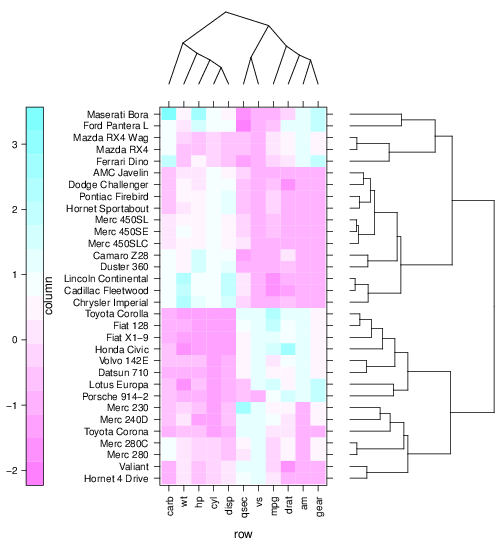 Maserati Bora
Ford Pantera L
Mazda RX4 Wag
Mazda RX4
Ferrari Dino
AMC Javelin
Dodge Challenger
Pontiac Firebird
Hornet Sportabout
Merc 450SL
Merc 450SE
Merc 450SLC
Camaro Z28
Duster 360
Lincoln Continental
Cadillac Fleetwood
Chrysler Imperial
Toyota Corolla
Fiat 128
Fiat X1−9
Honda Civic
Volvo 142E
Datsun 710
Lotus Europa
Porsche 914−2
Merc 230
Merc 240D
Toyota Corona
Merc 280C
Merc 280
Valiant
Hornet 4 Drive
3
2
1
0
−1
−2
column
carb
wt
hp
cyl
disp
qsec
vs
mpg
drat
am
gear
row